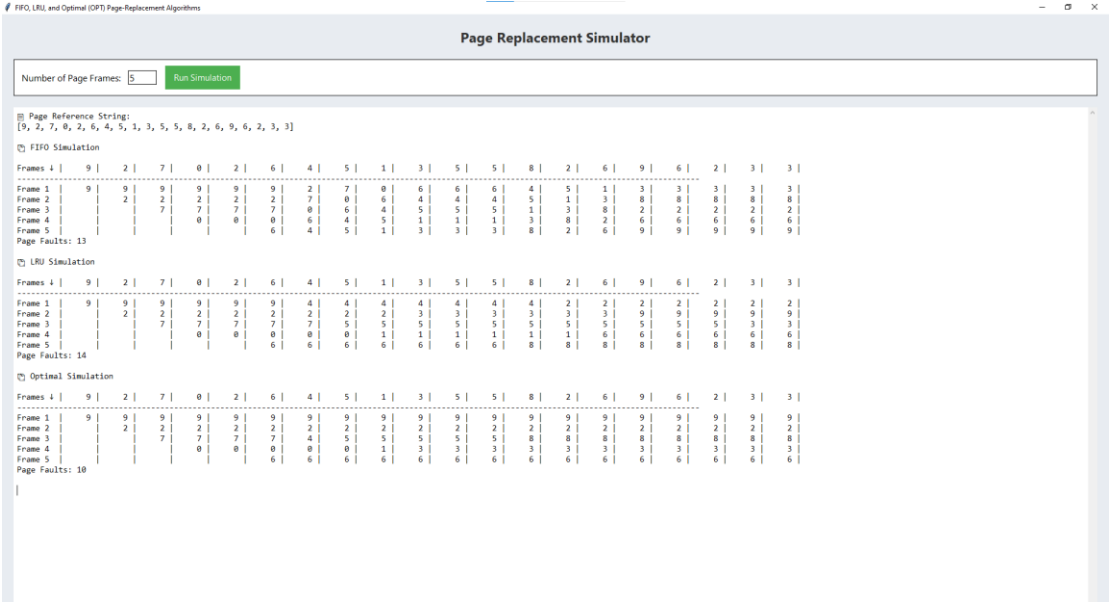 FIFO, LRU, and Optimal (OPT) Page-Replacement Algorithms
Page Replacement Simulator
Number of Page Frames: 5 Run Simulation
Page Reference String:
[9, 2, 7, 0, 2, 6, 4, 5, 1, 3, 5, 5, 8, 2, 6, 9, 6, 2, 3, 3]
FIFO Simulation
Frames ↓ | 9 | 2 | 7 | 0 | 2 | 6 | 4 | 5 | 1 | 3 | 5 | 5 | 8 | 2 | 6 | 9 | 6 | 2 | 3 | 3 |
Frame 1 | 9 | 9 | 9 | 9 | 9 | 9 | 2 | 7 | 0 | 6 | 6 | 6 | 4 | 5 | 1 | 3 | 3 | 3 | 3 | 3 |
Frame 2 | | 2 | 2 | 2 | 2 | 2 | 7 | 0 | 6 | 4 | 4 | 4 | 5 | 1 | 3 | 8 | 8 | 8 | 8 | 8 |
Frame 3 | | | 7 | 7 | 7 | 7 | 0 | 6 | 4 | 5 | 5 | 5 | 1 | 3 | 8 | 2 | 2 | 2 | 2 | 2 |
Frame 4 | | | | 0 | 0 | 0 | 6 | 4 | 5 | 1 | 1 | 1 | 3 | 8 | 2 | 6 | 6 | 6 | 6 | 6 |
Frame 5 | | | | | | 6 | 4 | 5 | 1 | 3 | 3 | 3 | 8 | 2 | 6 | 9 | 9 | 9 | 9 | 9 |
Page Faults: 13
LRU Simulation
Frames ↓ | 9 | 2 | 7 | 0 | 2 | 6 | 4 | 5 | 1 | 3 | 5 | 5 | 8 | 2 | 6 | 9 | 6 | 2 | 3 | 3 |
Frame 1 | 9 | 9 | 9 | 9 | 9 | 9 | 4 | 4 | 4 | 4 | 4 | 4 | 4 | 2 | 2 | 2 | 2 | 2 | 2 | 2 |
Frame 2 | | 2 | 2 | 2 | 2 | 2 | 2 | 2 | 2 | 3 | 3 | 3 | 3 | 3 | 3 | 9 | 9 | 9 | 9 | 9 |
Frame 3 | | | 7 | 7 | 7 | 7 | 7 | 5 | 5 | 5 | 5 | 5 | 5 | 5 | 5 | 5 | 5 | 5 | 3 | 3 |
Frame 4 | | | | 0 | 0 | 0 | 0 | 0 | 1 | 1 | 1 | 1 | 1 | 1 | 6 | 6 | 6 | 6 | 6 | 6 |
Frame 5 | | | | | | 6 | 6 | 6 | 6 | 6 | 6 | 6 | 8 | 8 | 8 | 8 | 8 | 8 | 8 | 8 |
Page Faults: 14
Optimal Simulation
Frames ↓ | 9 | 2 | 7 | 0 | 2 | 6 | 4 | 5 | 1 | 3 | 5 | 5 | 8 | 2 | 6 | 9 | 6 | 2 | 3 | 3 |
Frame 1 | 9 | 9 | 9 | 9 | 9 | 9 | 9 | 9 | 9 | 9 | 9 | 9 | 9 | 9 | 9 | 9 | 9 | 9 | 9 | 9 |
Frame 2 | | 2 | 2 | 2 | 2 | 2 | 2 | 2 | 2 | 2 | 2 | 2 | 2 | 2 | 2 | 2 | 2 | 2 | 2 | 2 |
Frame 3 | | | 7 | 7 | 7 | 7 | 4 | 5 | 5 | 5 | 5 | 5 | 8 | 8 | 8 | 8 | 8 | 8 | 8 | 8 |
Frame 4 | | | | 0 | 0 | 0 | 0 | 0 | 1 | 3 | 3 | 3 | 3 | 3 | 3 | 3 | 3 | 3 | 3 | 3 |
Frame 5 | | | | | | 6 | 6 | 6 | 6 | 6 | 6 | 6 | 6 | 6 | 6 | 6 | 6 | 6 | 6 | 6 |
Page Faults: 10